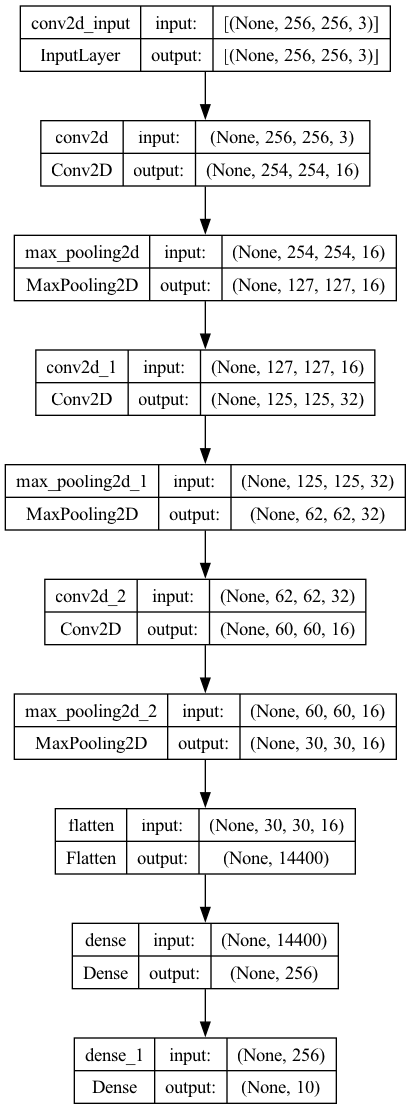 conv2d_input input: [(None, 256, 256, 3)]
InputLayer output: [(None, 256, 256, 3)]
conv2d input: (None, 256, 256, 3)
Conv2D output: (None, 254, 254, 16)
max_pooling2d input: (None, 254, 254, 16)
MaxPooling2D output: (None, 127, 127, 16)
conv2d_1 input: (None, 127, 127, 16)
Conv2D output: (None, 125, 125, 32)
max_pooling2d_1 input: (None, 125, 125, 32)
MaxPooling2D output: (None, 62, 62, 32)
conv2d_2 input: (None, 62, 62, 32)
Conv2D output: (None, 60, 60, 16)
max_pooling2d_2 input: (None, 60, 60, 16)
MaxPooling2D output: (None, 30, 30, 16)
flatten input: (None, 30, 30, 16)
Flatten output: (None, 14400)
dense input: (None, 14400)
Dense output: (None, 256)
dense_1 input: (None, 256)
Dense output: (None, 10)